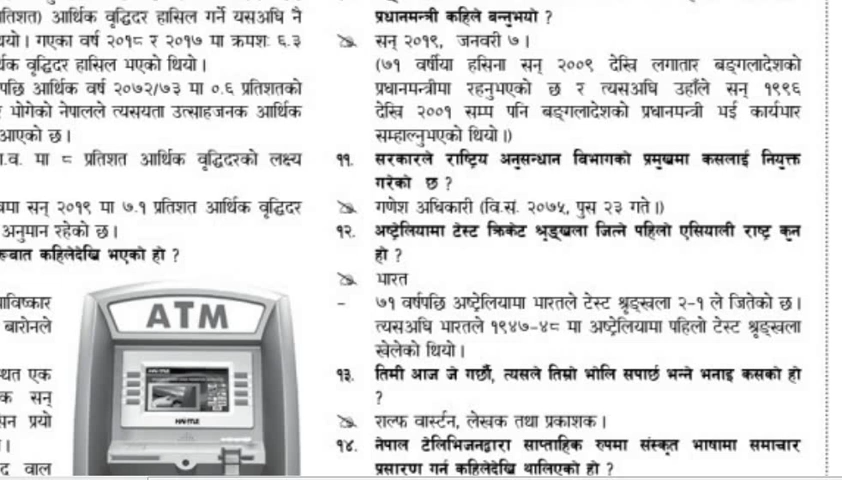 तिशत) आर्थिक वृद्धिदर हासिल गर्ने यसअघि नै
थियो। गएका वर्ष २०१८ र २०१७ मा क्रमशः ६.३
र्थिक वृद्धिदर हासिल भएको थियो।
पछि आर्थिक वर्ष २०७२/७३ मा ०.६ प्रतिशतको
भोगेको नेपालले त्यसयता उत्साहजनक आर्थिक
आएको छ।
.व. मा ८ प्रतिशत आर्थिक वृद्धिदरको लक्ष्य
मा सन् २०१९ मा ७.१ प्रतिशत आर्थिक वृद्धिदर
अनुमान रहेको छ।
रूबात कहिलेदेखि भएको हो ?
ाविष्कार
बारोनले
थत एक
क सन्
सन प्रयो
।
द वाल
ATM
प्रधानमन्त्री कहिले बन्नुभयो ?
सन् २०१९, जनवरी ७।
(७१ वर्षीया हसिना सन् २००९ देखि लगातार बङ्गलादेशको
प्रधानमन्त्रीमा रहनुभएको छ र त्यसअघि उहाँले सन् १९९६
देखि २००१ सम्म पनि बङ्गलादेशको प्रधानमन्त्री भई कार्यभार
सम्हाल्नुभएको थियो।)
११. सरकारले राष्ट्रिय अनुसन्धान विभागको प्रमुखमा कसलाई नियुक्त
गरेको छ ?
गणेश अधिकारी (वि.सं. २०७५, पुस २३ गते।)
१२. अष्ट्रेलियामा टेस्ट क्रिकेट श्रृङ्खला जित्ने पहिलो एसियाली राष्ट्र कुन
हो ?
भारत
– ७१ वर्षपछि अष्ट्रेलियामा भारतले टेस्ट श्रृङ्खला २-१ ले जितेको छ।
त्यसअघि भारतले १९४७-४८ मा अष्ट्रेलियामा पहिलो टेस्ट श्रृङ्खला
खेलेको थियो।
१३. तिमी आज जे गर्छौ, त्यसले तिम्रो भोलि सपार्छ भन्ने भनाइ कसको हो
?
राल्फ वार्स्टन, लेखक तथा प्रकाशक।
१४. नेपाल टेलिभिजनद्वारा साप्ताहिक रुपमा संस्कृत भाषामा समाचार
प्रसारण गर्न कहिलेदेखि थालिएको हो ?